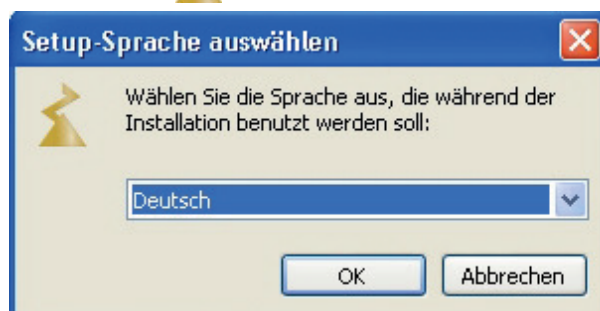 Setup-Sprache auswählen
Wählen Sie die Sprache aus, die während der
Installation benutzt werden soll:
Deutsch
OK
Abbrechen